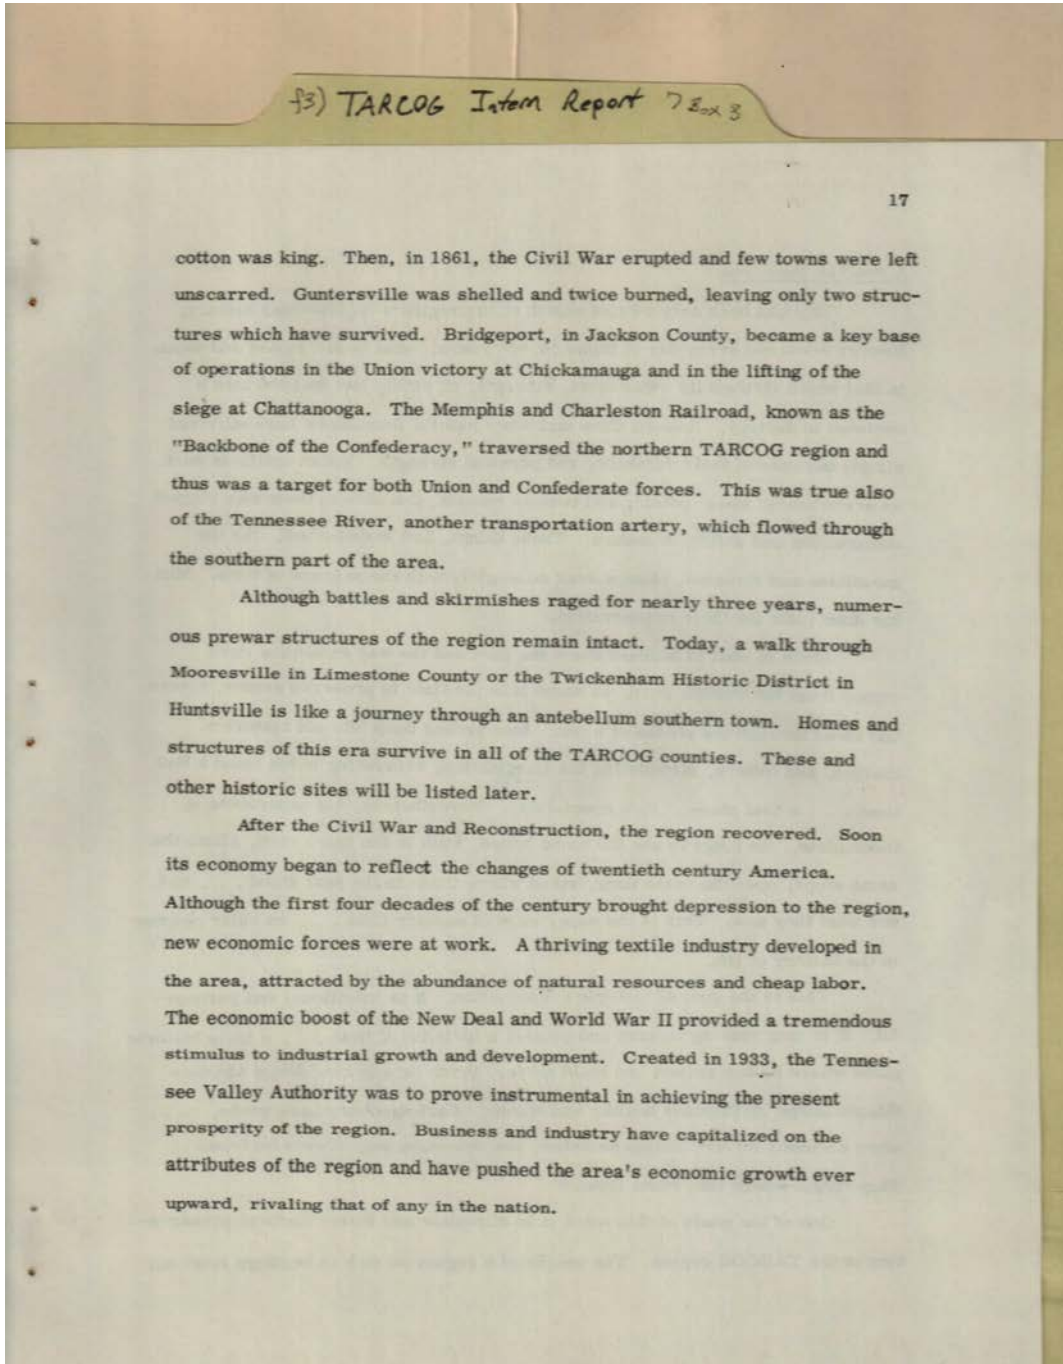 f3) TARCOG Intern Report 7 Box 3
17
cotton was king. Then, in 1861, the Civil War erupted and few towns were left
unscarred. Guntersville was shelled and twice burned, leaving only two struc-
tures which have survived. Bridgeport, in Jackson County, became a key base
of operations in the Union victory at Chickamauga and in the lifting of the
siege at Chattanooga. The Memphis and Charleston Railroad, known as the
"Backbone of the Confederacy," traversed the northern TARCOG region and
thus was a target for both Union and Confederate forces. This was true also
of the Tennessee River, another transportation artery, which flowed through
the southern part of the area.
Although battles and skirmishes raged for nearly three years, numer-
ous prewar structures of the region remain intact. Today, a walk through
Mooresville in Limestone County or the Twickenham Historic District in
Huntsville is like a journey through an antebellum southern town. Homes and
structures of this era survive in all of the TARCOG counties. These and
other historic sites will be listed later.
After the Civil War and Reconstruction, the region recovered. Soon
its economy began to reflect the changes of twentieth century America.
Although the first four decades of the century brought depression to the region,
new economic forces were at work. A thriving textile industry developed in
the area, attracted by the abundance of natural resources and cheap labor.
The economic boost of the New Deal and World War II provided a tremendous
stimulus to industrial growth and development. Created in 1933, the Tennes-
see Valley Authority was to prove instrumental in achieving the present
prosperity of the region. Business and industry have capitalized on the
attributes of the region and have pushed the area's economic growth ever
upward, rivaling that of any in the nation.